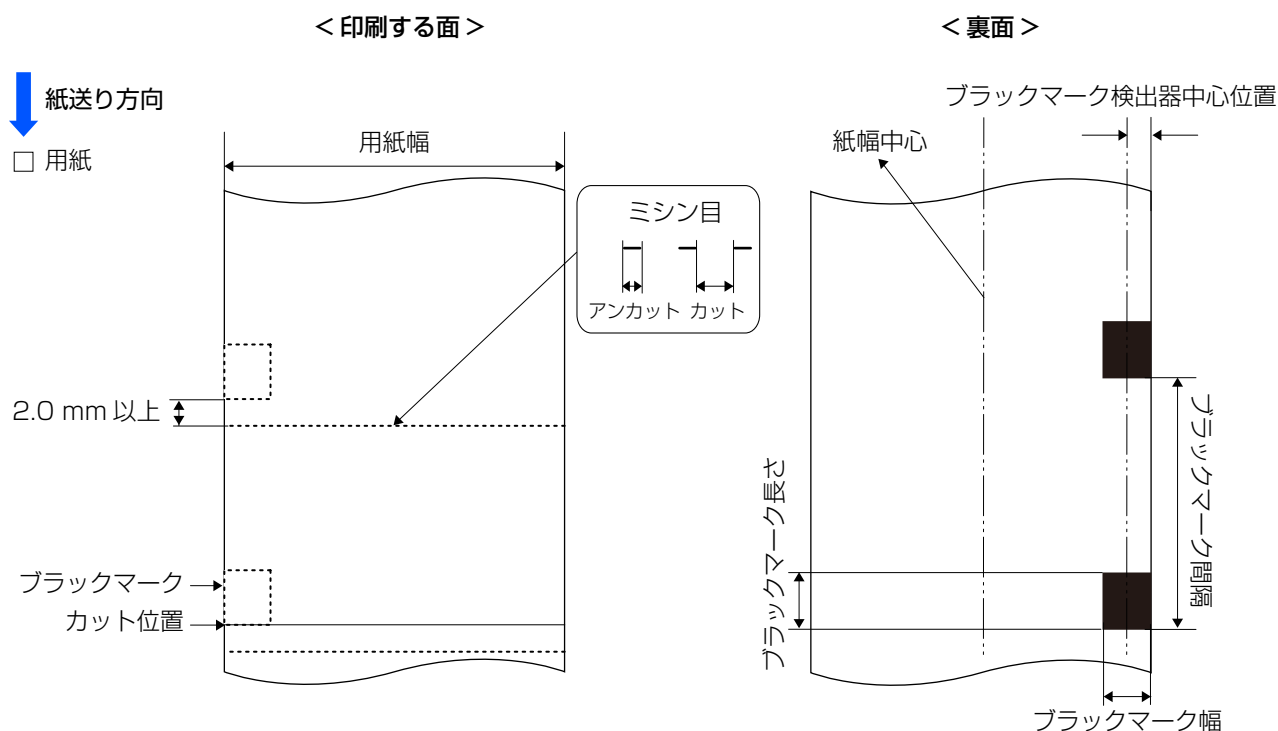 ＜印刷する面＞
＜裏面＞
紙送り方向
□ 用紙
用紙幅
ミシン目
アンカット カット
2.0 mm 以上
ブラックマーク
カット位置
ブラックマーク検出器中心位置
紙幅中心
ブラックマーク長さ
ブラックマーク間隔
ブラックマーク幅